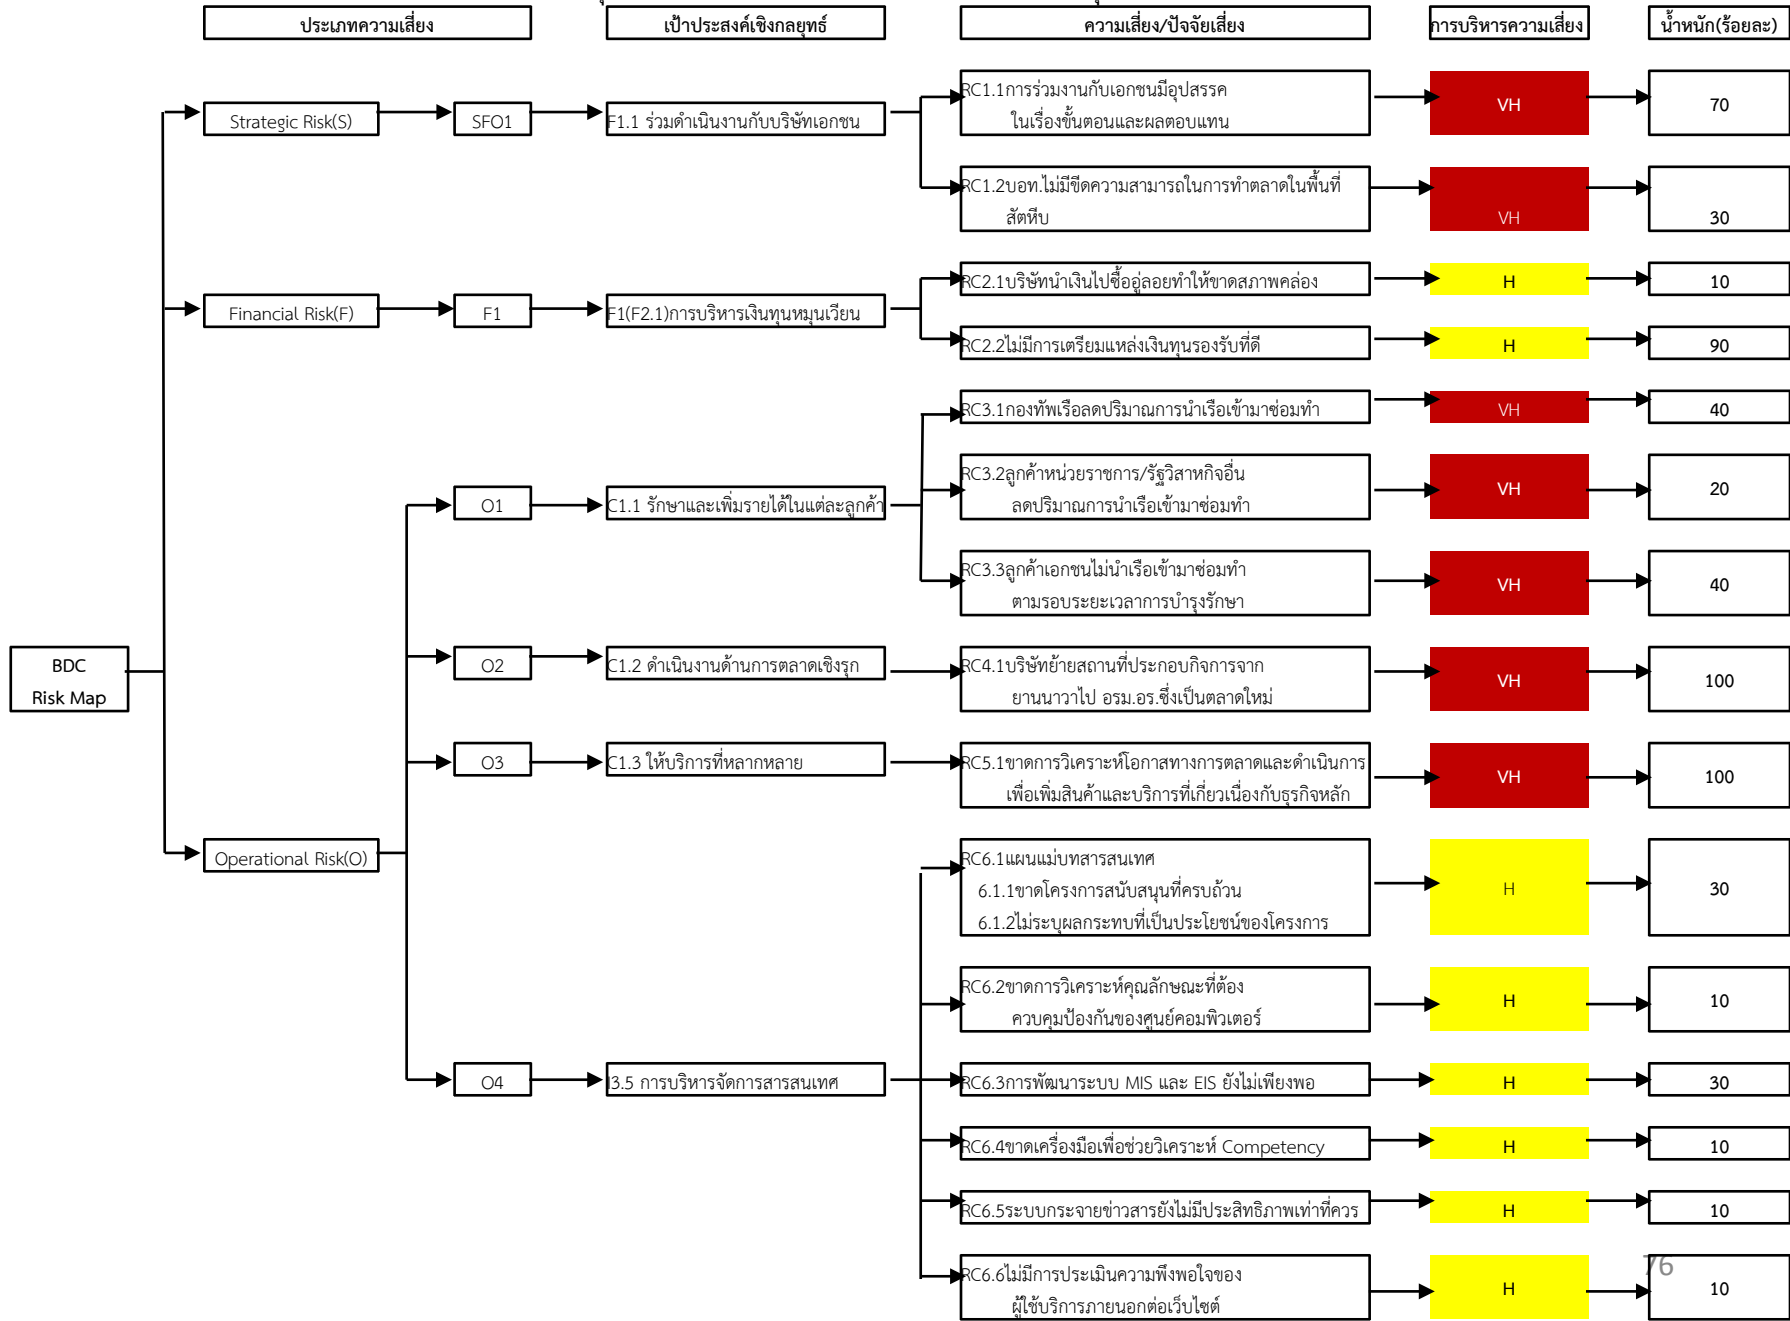 ประเภทความเสี่ยง
เป้าประสงค์เชิงกลยุทธ์
ความเสี่ยง/ปัจจัยเสี่ยง
การบริหารความเสี่ยง
น้ำหนัก(ร้อยละ)
BDC
Risk Map
Strategic Risk(S)
SFO1
F1.1 ร่วมดำเนินงานกับบริษัทเอกชน
RC1.1การร่วมงานกับเอกชนมีอุปสรรค
ในเรื่องขั้นตอนและผลตอบแทน
VH
70
RC1.2บอท.ไม่มีขีดความสามารถในการทำตลาดในพื้นที่
สัตหีบ
VH
30
Financial Risk(F)
F1
F1(F2.1)การบริหารเงินทุนหมุนเวียน
RC2.1บริษัทนำเงินไปซื้ออู่ลอยทำให้ขาดสภาพคล่อง
H
10
RC2.2ไม่มีการเตรียมแหล่งเงินทุนรองรับที่ดี
H
90
Operational Risk(O)
O1
C1.1 รักษาและเพิ่มรายได้ในแต่ละลูกค้า
RC3.1กองทัพเรือลดปริมาณการนำเรือเข้ามาซ่อมทำ
VH
40
RC3.2ลูกค้าหน่วยราชการ/รัฐวิสาหกิจอื่น
ลดปริมาณการนำเรือเข้ามาซ่อมทำ
VH
20
RC3.3ลูกค้าเอกชนไม่นำเรือเข้ามาซ่อมทำ
ตามรอบระยะเวลาการบำรุงรักษา
VH
40
O2
C1.2 ดำเนินงานด้านการตลาดเชิงรุก
RC4.1บริษัทย้ายสถานที่ประกอบกิจการจาก
ยานนาวาไป อรม.อร.ซึ่งเป็นตลาดใหม่
VH
100
O3
C1.3 ให้บริการที่หลากหลาย
RC5.1ขาดการวิเคราะห์โอกาสทางการตลาดและดำเนินการ
เพื่อเพิ่มสินค้าและบริการที่เกี่ยวเนื่องกับธุรกิจหลัก
VH
100
O4
I3.5 การบริหารจัดการสารสนเทศ
RC6.1แผนแม่บทสารสนเทศ
6.1.1ขาดโครงการสนับสนุนที่ครบถ้วน
6.1.2ไม่ระบุผลกระทบที่เป็นประโยชน์ของโครงการ
H
30
RC6.2ขาดการวิเคราะห์คุณลักษณะที่ต้อง
ควบคุมป้องกันของศูนย์คอมพิวเตอร์
H
10
RC6.3การพัฒนาระบบ MIS และ EIS ยังไม่เพียงพอ
H
30
RC6.4ขาดเครื่องมือเพื่อช่วยวิเคราะห์ Competency
H
10
RC6.5ระบบกระจายข่าวสารยังไม่มีประสิทธิภาพเท่าที่ควร
H
10
RC6.6ไม่มีการประเมินความพึงพอใจของ
ผู้ใช้บริการภายนอกต่อเว็บไซต์
H
10
76